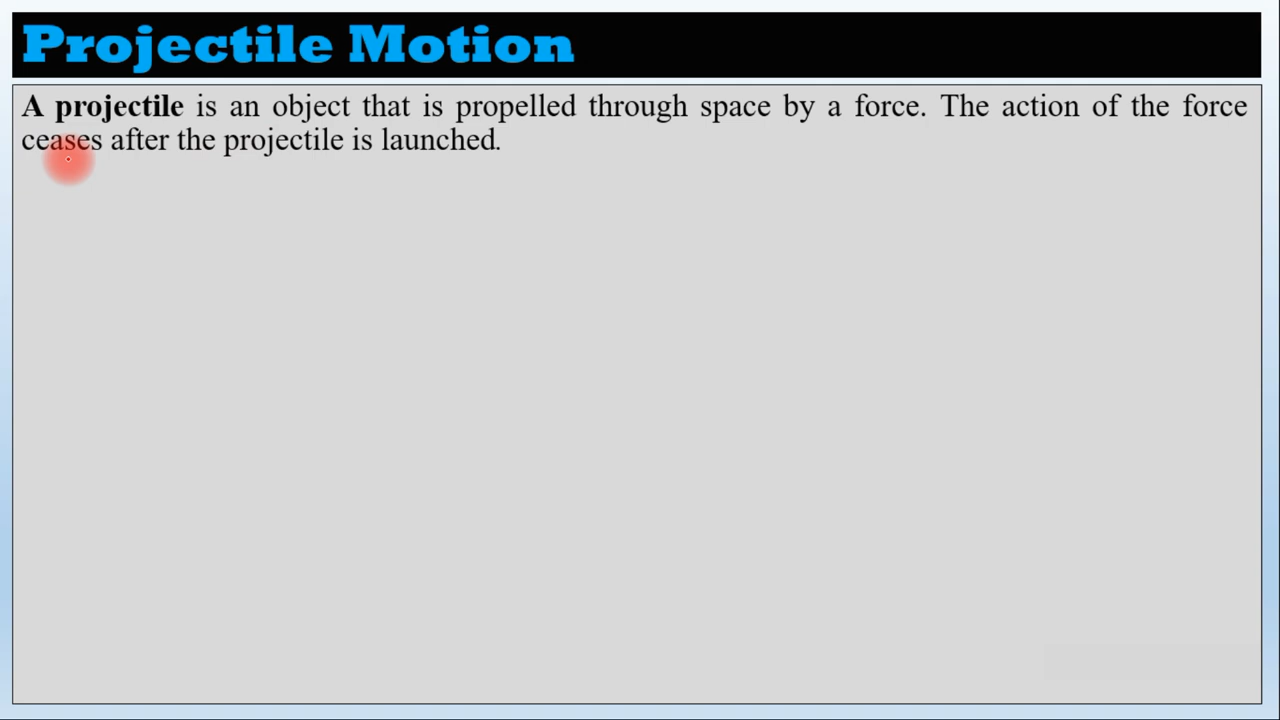 Projectile Motion
A projectile is an object that is propelled through space by a force. The action of the force
ceases after the projectile is launched.